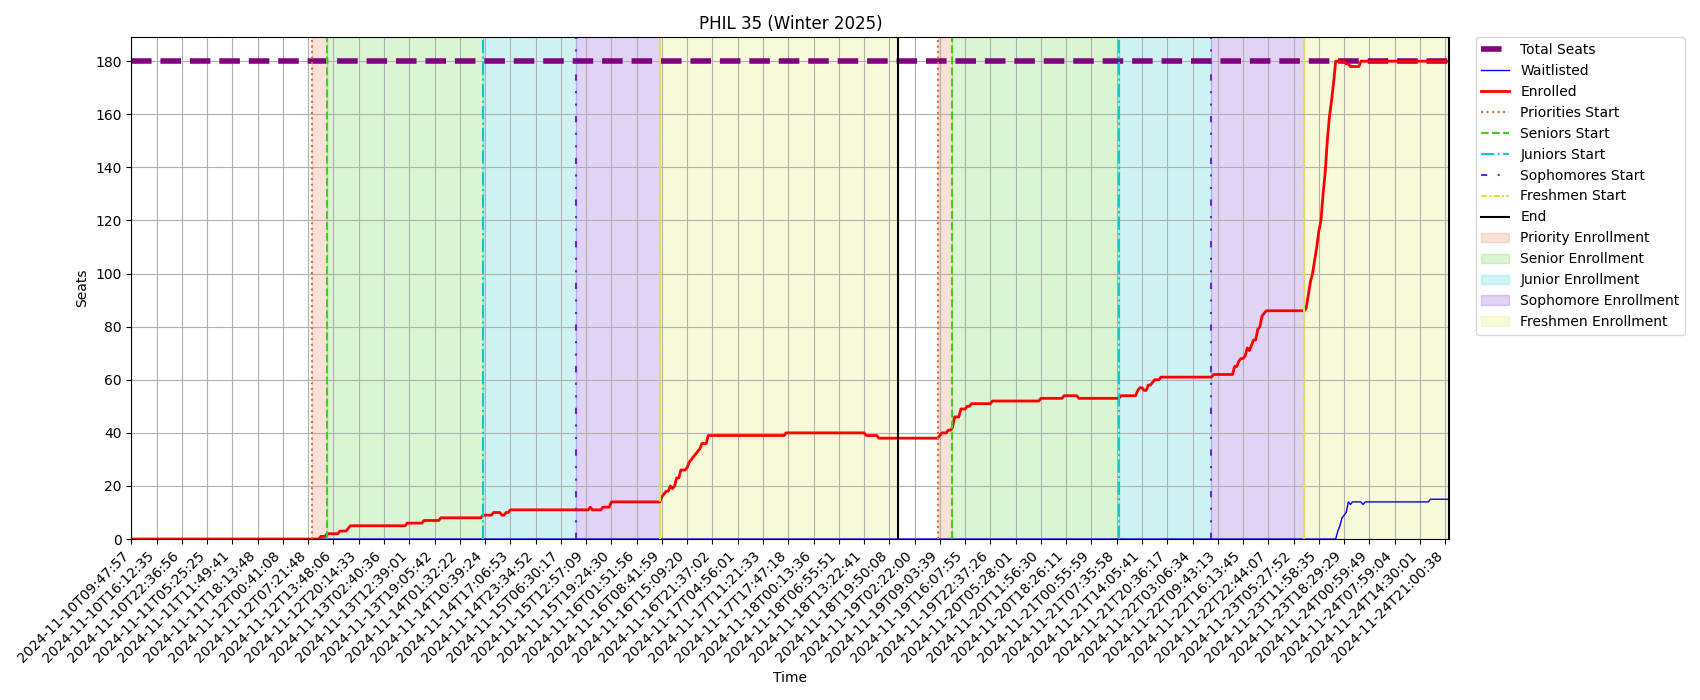 PHIL 35 (Winter 2025)
Seats
180
160
140
120
100
80
60
40
20
0
2024-11-10T09:47:57
2024-11-10T16:12:35
2024-11-10T22:36:56
2024-11-11T05:25:25
2024-11-11T11:49:41
2024-11-11T18:13:48
2024-11-12T00:41:08
2024-11-12T07:21:48
2024-11-12T13:48:06
2024-11-12T20:14:33
2024-11-13T02:40:36
2024-11-13T12:39:01
2024-11-13T19:05:42
2024-11-14T01:32:22
2024-11-14T10:39:24
2024-11-14T17:06:53
2024-11-14T23:34:52
2024-11-15T06:30:17
2024-11-15T12:57:09
2024-11-15T19:24:30
2024-11-16T01:51:56
2024-11-16T08:41:59
2024-11-16T15:09:20
2024-11-16T21:37:02
2024-11-17T04:56:01
2024-11-17T11:21:33
2024-11-17T17:47:18
2024-11-18T00:13:36
2024-11-18T06:55:51
2024-11-18T13:22:41
2024-11-18T19:50:08
2024-11-19T02:22:00
2024-11-19T09:03:39
2024-11-19T16:07:55
2024-11-19T22:37:26
2024-11-20T05:28:01
2024-11-20T11:56:30
2024-11-20T18:26:11
2024-11-21T00:55:59
2024-11-21T07:35:58
2024-11-21T14:05:41
2024-11-21T20:36:17
2024-11-22T03:06:34
2024-11-22T09:43:13
2024-11-22T16:13:45
2024-11-22T22:44:07
2024-11-23T05:27:52
2024-11-23T11:58:35
2024-11-23T18:29:29
2024-11-24T00:59:49
2024-11-24T07:59:04
2024-11-24T14:30:01
2024-11-24T21:00:38
Time
Total Seats
Waitlisted
Enrolled
Priorities Start
Seniors Start
Juniors Start
Sophomores Start
Freshmen Start
End
Priority Enrollment
Senior Enrollment
Junior Enrollment
Sophomore Enrollment
Freshmen Enrollment